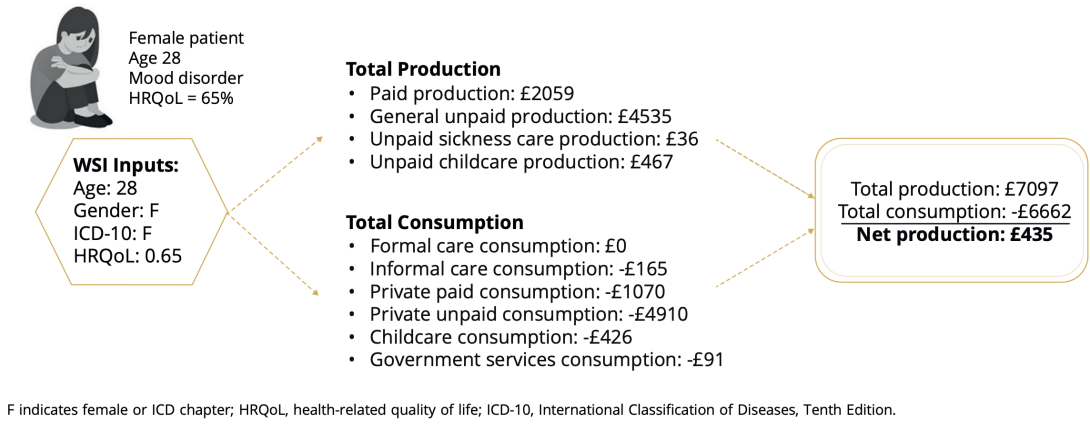 Female patient
Age 28
Mood disorder
HRQoL = 65%
WSI Inputs:
Age: 28
Gender: F
ICD-10: F
HRQoL: 0.65
Total Production
• Paid production: £2059
• General unpaid production: £4535
• Unpaid sickness care production: £36
• Unpaid childcare production: £467
Total Consumption
• Formal care consumption: £0
• Informal care consumption: -£165
• Private paid consumption: -£1070
• Private unpaid consumption: -£4910
• Childcare consumption: -£426
• Government services consumption: -£91
Total production: £7097
Total consumption: -£6662
Net production: £435
F indicates female or ICD chapter; HRQoL, health-related quality of life; ICD-10, International Classification of Diseases, Tenth Edition.